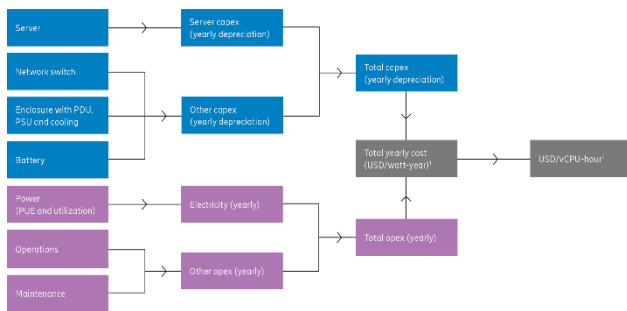 Server
Server capex
(yearly depreciation)
Network switch
Total capex
(yearly depreciation)
Enclosure with PDU,
PSU and cooling
Other capex
(yearly depreciation)
Battery
Total yearly cost
(USD/watt-year)¹
USD/vCPU-hour²
Power
(PUE and utilization)
Electricity (yearly)
Operations
Total opex (yearly)
Other opex (yearly)
Maintenance